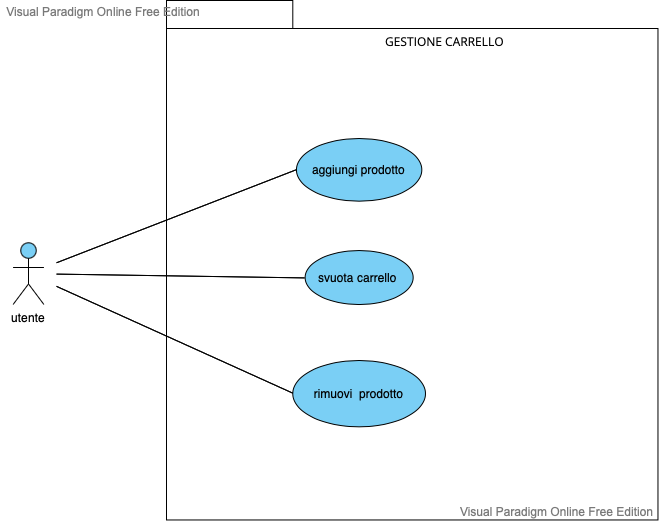 Visual Paradigm Online Free Edition
GESTIONE CARRELLO
aggiungi prodotto
svuota carrello
utente
rimuovi prodotto
Visual Paradigm Online Free Edition